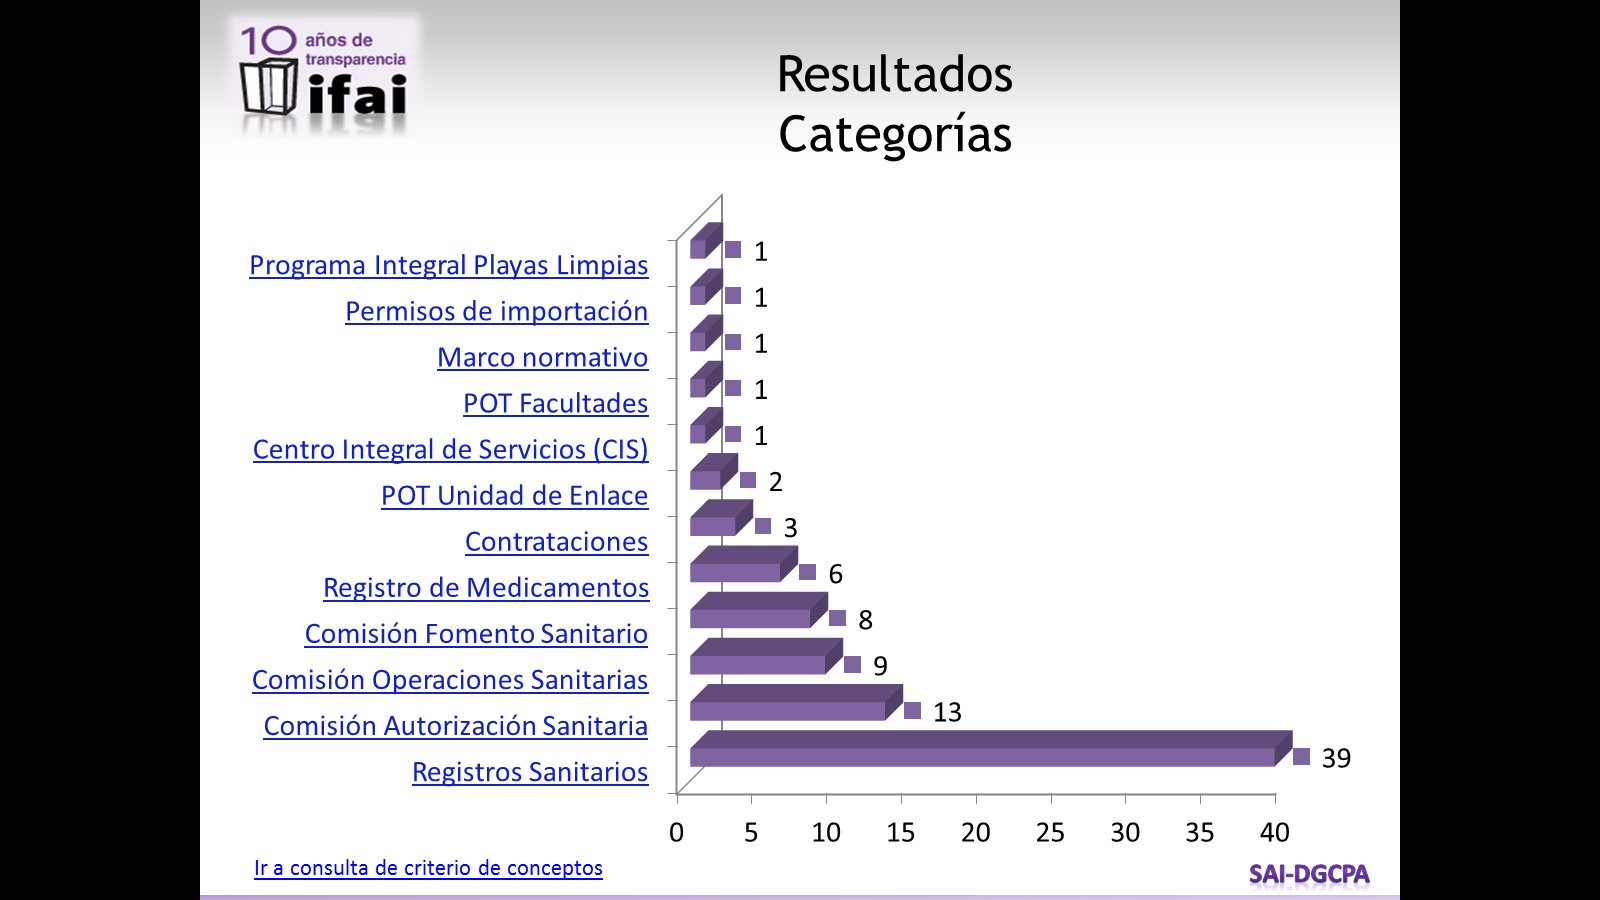 10 años de
transparencia
ifai
Resultados
Categorías
Programa Integral Playas Limpias 1
Permisos de importación 1
Marco normativo 1
POT Facultades 1
Centro Integral de Servicios (CIS) 1
POT Unidad de Enlace 2
Contrataciones 3
Registro de Medicamentos 6
Comisión Fomento Sanitario 8
Comisión Operaciones Sanitarias 9
Comisión Autorización Sanitaria 13
Registros Sanitarios 39
0 5 10 15 20 25 30 35 40
Ir a consulta de criterio de conceptos
SAI-DGCPA